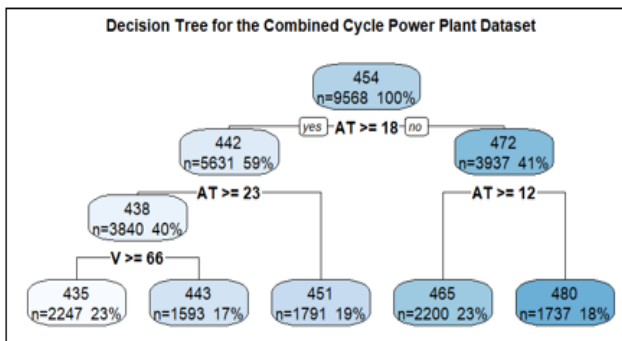 Decision Tree for the Combined Cycle Power Plant Dataset
454
n=9568 100%
yes AT >= 18 no
442
n=5631 59%
472
n=3937 41%
AT >= 23
AT >= 12
438
n=3840 40%
V >= 66
435
n=2247 23%
443
n=1593 17%
451
n=1791 19%
465
n=2200 23%
480
n=1737 18%